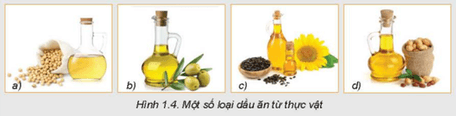 a)
b)
c)
d)
Hình 1.4. Một số loại dầu ăn từ thực vật